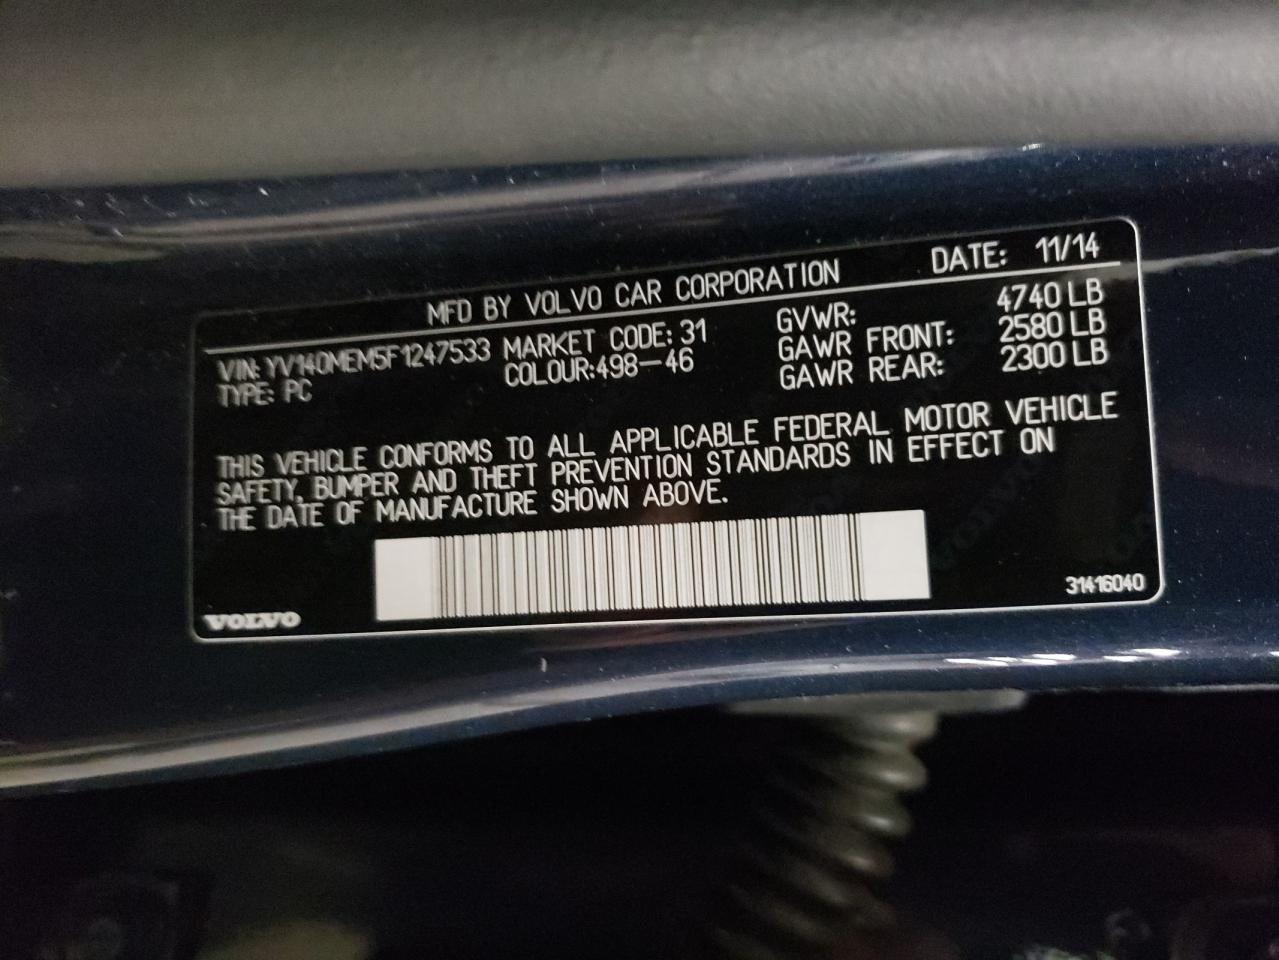 MFD BY VOLVO CAR CORPORATION DATE: 11/14
VIN: YV140MEM5F1247533 MARKET CODE: 31 GVWR: 4740 LB
TYPE: PC COLOUR:498-46 GAWR FRONT: 2580 LB
GAWR REAR: 2300 LB
THIS VEHICLE CONFORMS TO ALL APPLICABLE FEDERAL MOTOR VEHICLE
SAFETY, BUMPER AND THEFT PREVENTION STANDARDS IN EFFECT ON
THE DATE OF MANUFACTURE SHOWN ABOVE.
VOLVO 31416040